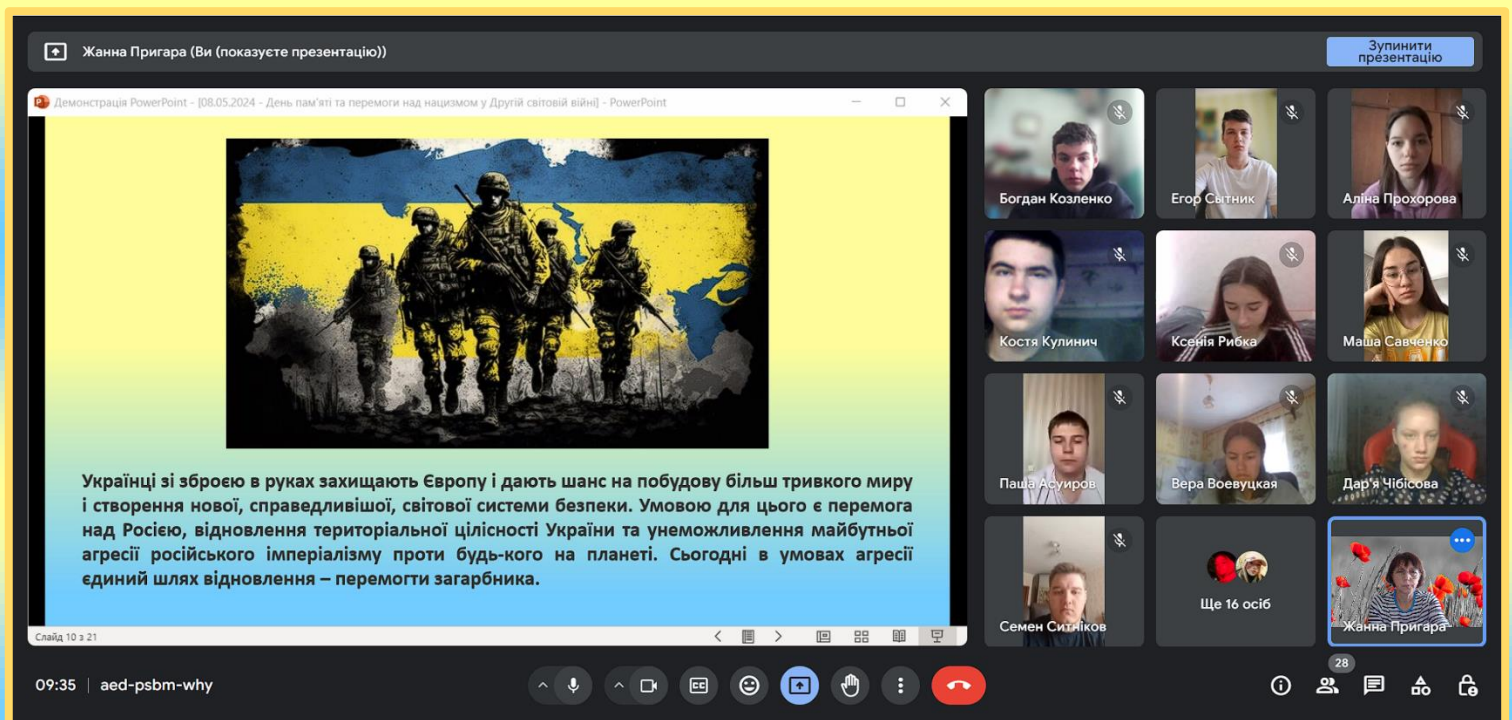 Жанна Пригара (Ви (показуєте презентацію))
Зупинити
презентацію
Демонстрація PowerPoint - [08.05.2024 - День пам'яті та перемоги над нацизмом у Другій світовій війні] - PowerPoint
Українці зі зброєю в руках захищають Європу і дають шанс на побудову більш тривкого миру
і створення нової, справедливішої, світової системи безпеки. Умовою для цього є перемога
над Росією, відновлення територіальної цілісності України та унеможливлення майбутньої
агресії російського імперіалізму проти будь-кого на планеті. Сьогодні в умовах агресії
єдиний шлях відновлення – перемогти загарбника.
Слайд 10 з 21
Богдан Козленко
Егор Сытник
Аліна Прохорова
Костя Кулинич
Ксенія Рибка
Маша Савченко
Паша Асуиров
Вера Воевуцкая
Дар'я Чібісова
Семен Ситніков
Ще 16 осіб
Жанна Пригара
09:35 | aed-psbm-why
CC
28